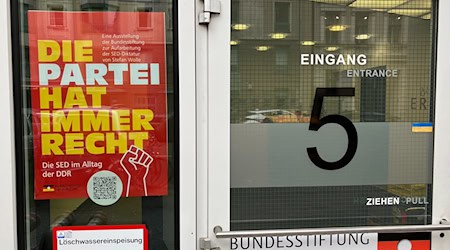 Eine Ausstellung
der Bundesstiftung
zur Aufarbeitung
der SED-Diktatur
von Stefan Wolle
DIE
PARTEI
HAT
IMMER
RECHT
Die SED im Alltag
der DDR
Löschwassereinspeisung
EINGANG
ENTRANCE
5
ZIEHEN PULL
BUNDESSTIFTUNG